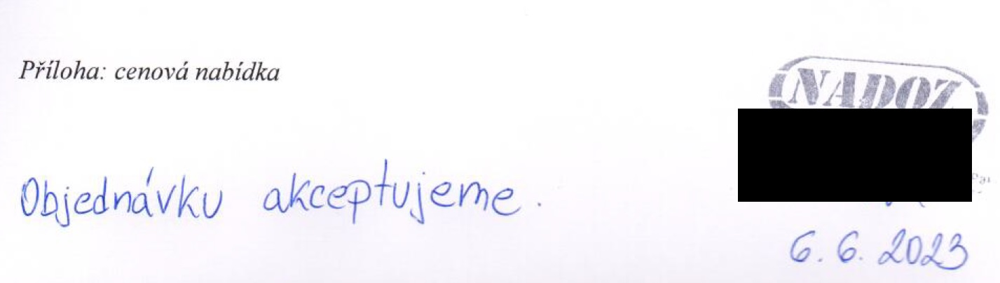 Příloha: cenová nabídka
NADOZ
Objednávku akceptujeme.
6. 6. 2023